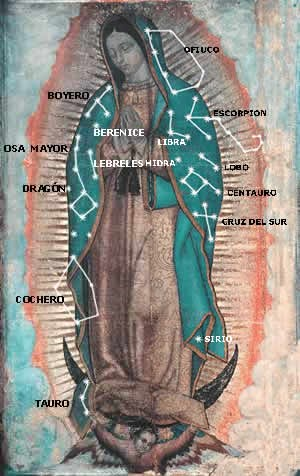 OFIUCO
BOYERO
ESCORPION
BERENICE
LIBRA
OSA MAYOR
LEBRELES HIDRA
LOBO
DRAGÓN
CENTAURO
CRUZ DEL SUR
COCHERO
SIRIO
TAURO